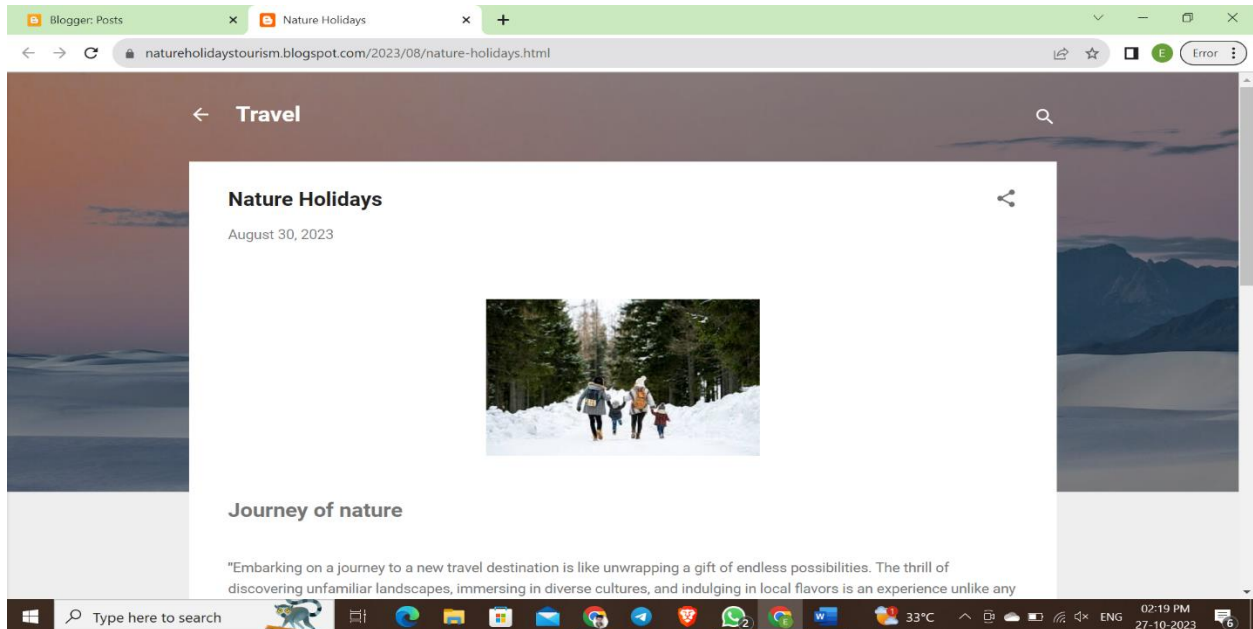 Blogger: Posts
Nature Holidays
natureholidaystourism.blogspot.com/2023/08/nature-holidays.html
E
Error
Travel
Nature Holidays
August 30, 2023
Journey of nature
"Embarking on a journey to a new travel destination is like unwrapping a gift of endless possibilities. The thrill of
discovering unfamiliar landscapes, immersing in diverse cultures, and indulging in local flavors is an experience unlike any
Type here to search
33°C
ENG
02:19 PM
27-10-2023
6